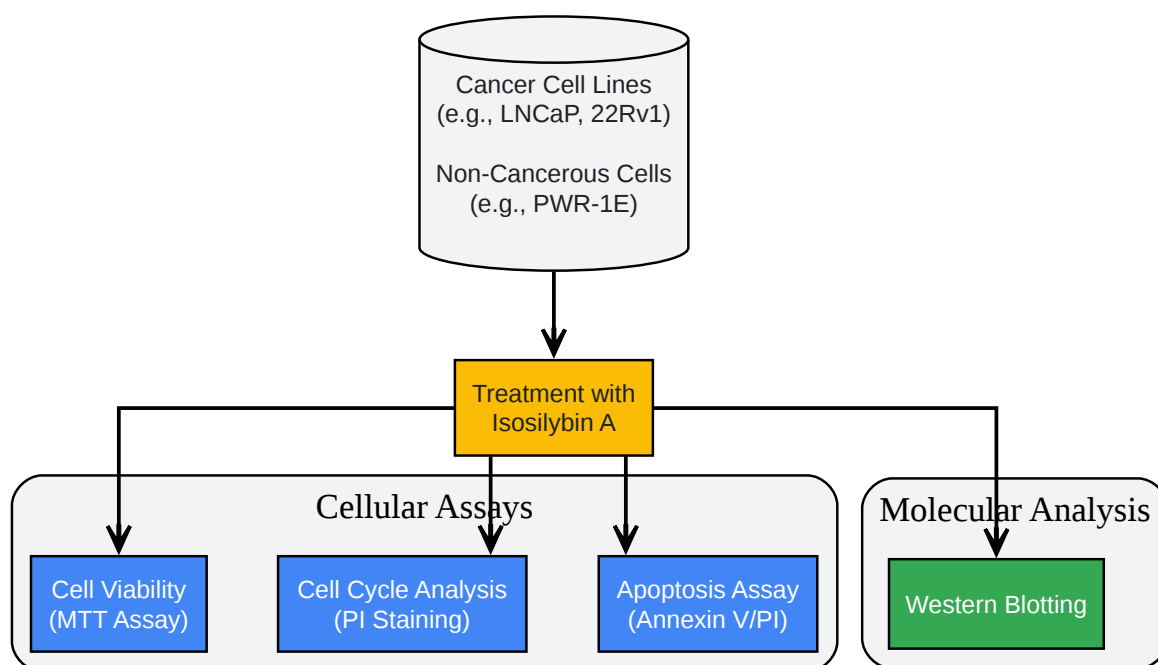 Cancer Cell Lines
(e.g., LNCaP, 22Rv1)
Non-Cancerous Cells
(e.g., PWR-1E)
Treatment with
Isosilybin A
Cellular Assays
Molecular Analysis
Cell Viability
(MTT Assay)
Cell Cycle Analysis
(PI Staining)
Apoptosis Assay
(Annexin V/PI)
Western Blotting